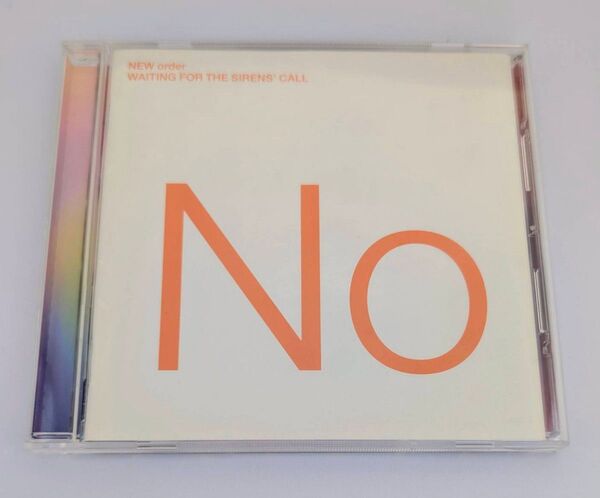 NEW order
WAITING FOR THE SIRENS' CALL
No